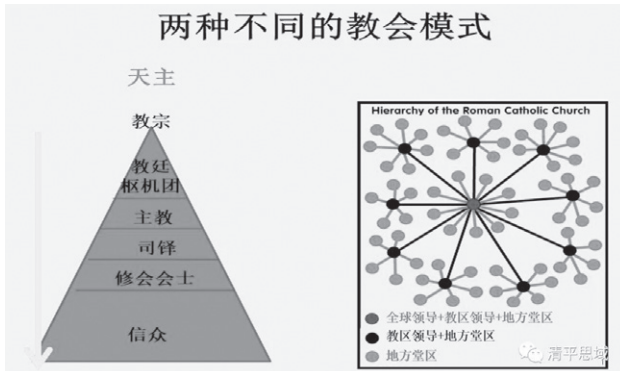 两种不同的教会模式
天主
教宗
教廷
枢机团
主教
司铎
修会会士
信众
Hierarchy of the Roman Catholic Church
全球领导+教区领导+地方堂区
教区领导+地方堂区
地方堂区
清平思域